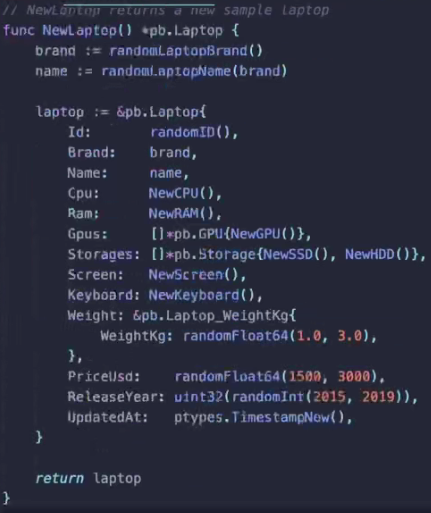 // NewLaptop returns a new sample laptop
func NewLaptop() *pb.Laptop {
    brand := randomLaptopBrand()
    name := randomLaptopName(brand)

    laptop := &pb.Laptop{
        Id:       randomID(),
        Brand:    brand,
        Name:     name,
        Cpu:      NewCPU(),
        Ram:      NewRAM(),
        Gpus:     []*pb.GPU{NewGPU()},
        Storages: []*pb.Storage{NewSSD(), NewHDD()},
        Screen:   NewScreen(),
        Keyboard: NewKeyboard(),
        Weight: &pb.Laptop_WeightKg{
            WeightKg: randomFloat64(1.0, 3.0),
        },
        PriceUsd:    randomFloat64(1500, 3000),
        ReleaseYear: uint32(randomInt(2015, 2019)),
        UpdatedAt:   ptypes.TimestampNow(),
    }

    return laptop
}